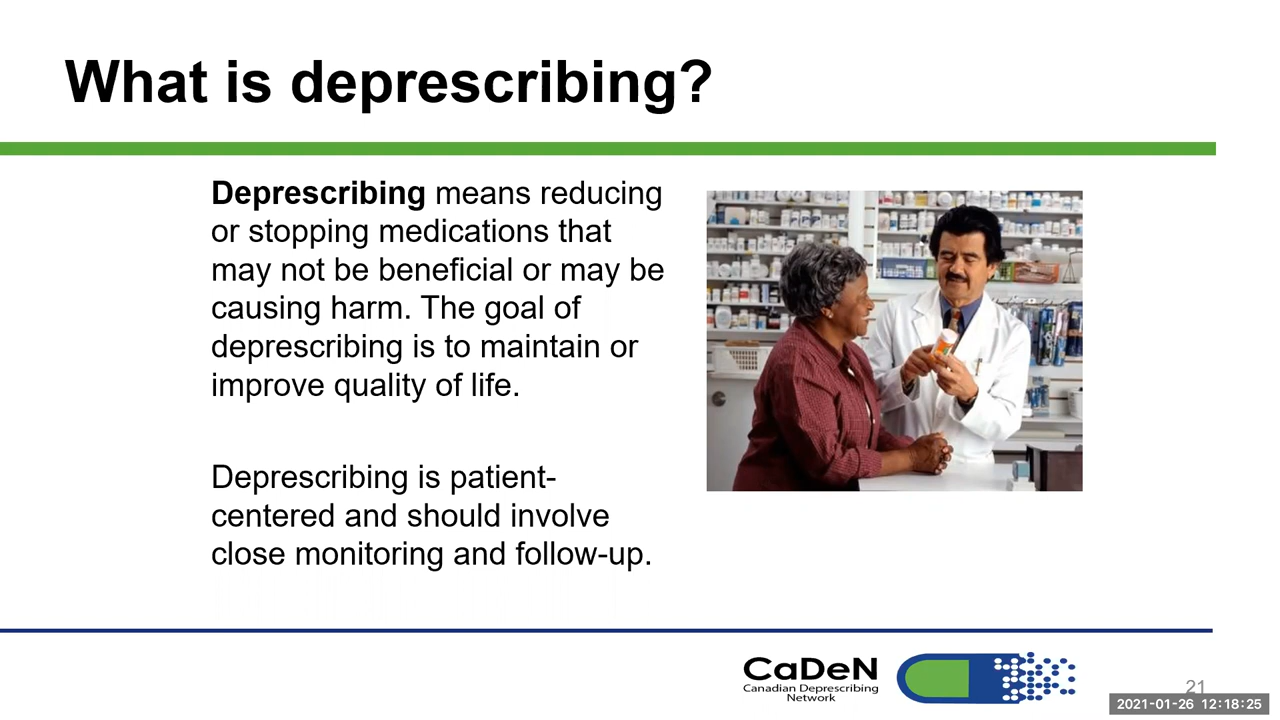 What is deprescribing?
Deprescribing means reducing
or stopping medications that
may not be beneficial or may be
causing harm. The goal of
deprescribing is to maintain or
improve quality of life.
Deprescribing is patient-
centered and should involve
close monitoring and follow-up.
CaDeN
Canadian Deprescribing
Network
21
2021-01-26 12:18:25